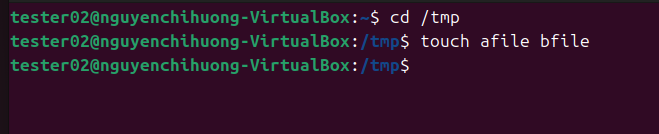 tester02@nguyenchihuong-VirtualBox:~$ cd /tmp
tester02@nguyenchihuong-VirtualBox:/tmp$ touch afile bfile
tester02@nguyenchihuong-VirtualBox:/tmp$